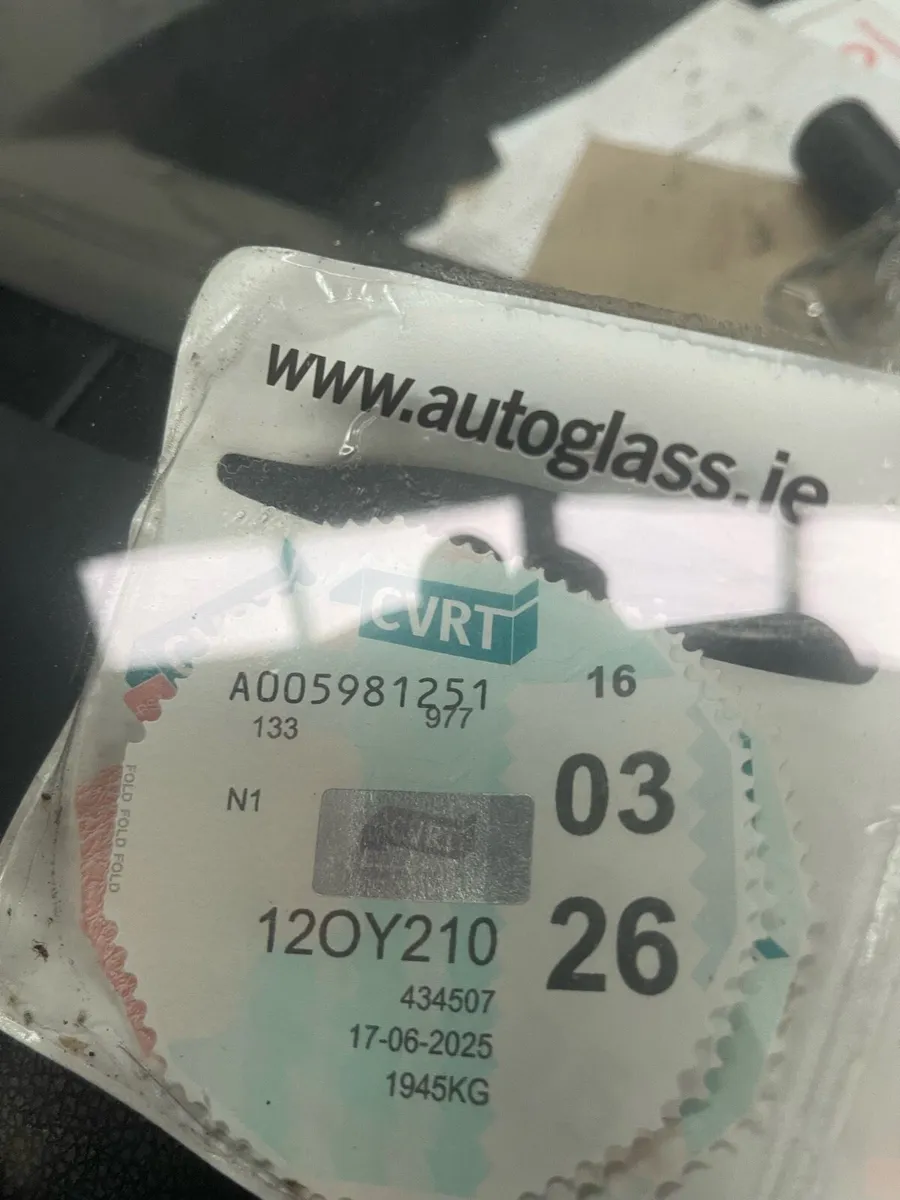 www.autoglass.ie
CVRT
A005981251
16
133
977
03
N1
CVRT
FOLD FOLD FOLD
12OY210
26
434507
17-06-2025
1945KG